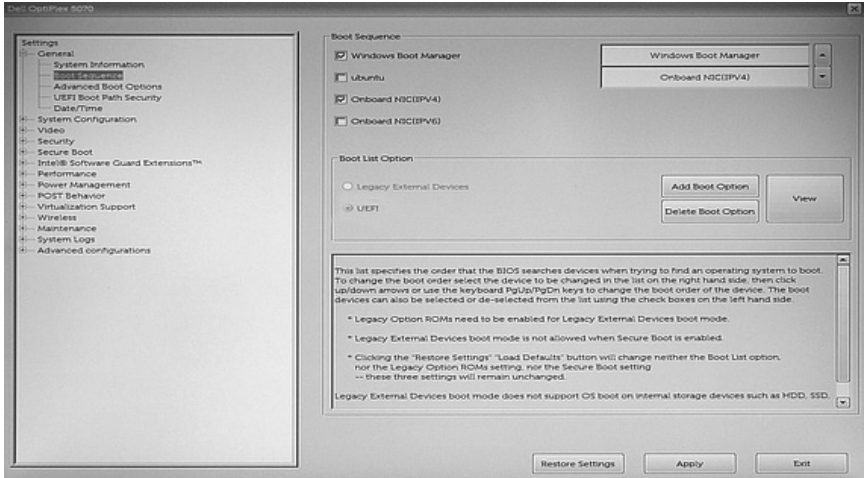 Dell OptiPlex 5070
Settings
General
System Information
Boot Sequence
Advanced Boot Options
UEFI Boot Path Security
Date/Time
System Configuration
Video
Security
Secure Boot
Intel® Software Guard Extensions™
Performance
Power Management
POST Behavior
Virtualization Support
Wireless
Maintenance
System Logs
Advanced configurations
Boot Sequence
Windows Boot Manager
ubuntu
Onboard NIC(IPV4)
Onboard NIC(IPV6)
Windows Boot Manager
Onboard NIC(IPV4)
Boot List Option
Legacy External Devices
UEFI
Add Boot Option
Delete Boot Option
View
This list specifies the order that the BIOS searches devices when trying to find an operating system to boot.
To change the boot order select the device to be changed in the list on the right hand side, then click
up/down arrows or use the keyboard PgUp/PgDn keys to change the boot order of the device. The boot
devices can also be selected or de-selected from the list using the check boxes on the left hand side.
* Legacy Option ROMs need to be enabled for Legacy External Devices boot mode.
* Legacy External Devices boot mode is not allowed when Secure Boot is enabled.
* Clicking the "Restore Settings" "Load Defaults" button will change neither the Boot List option,
nor the Legacy Option ROMs setting, nor the Secure Boot setting
-- these three settings will remain unchanged.
Legacy External Devices boot mode does not support OS boot on internal storage devices such as HDD, SSD,
Restore Settings
Apply
Exit